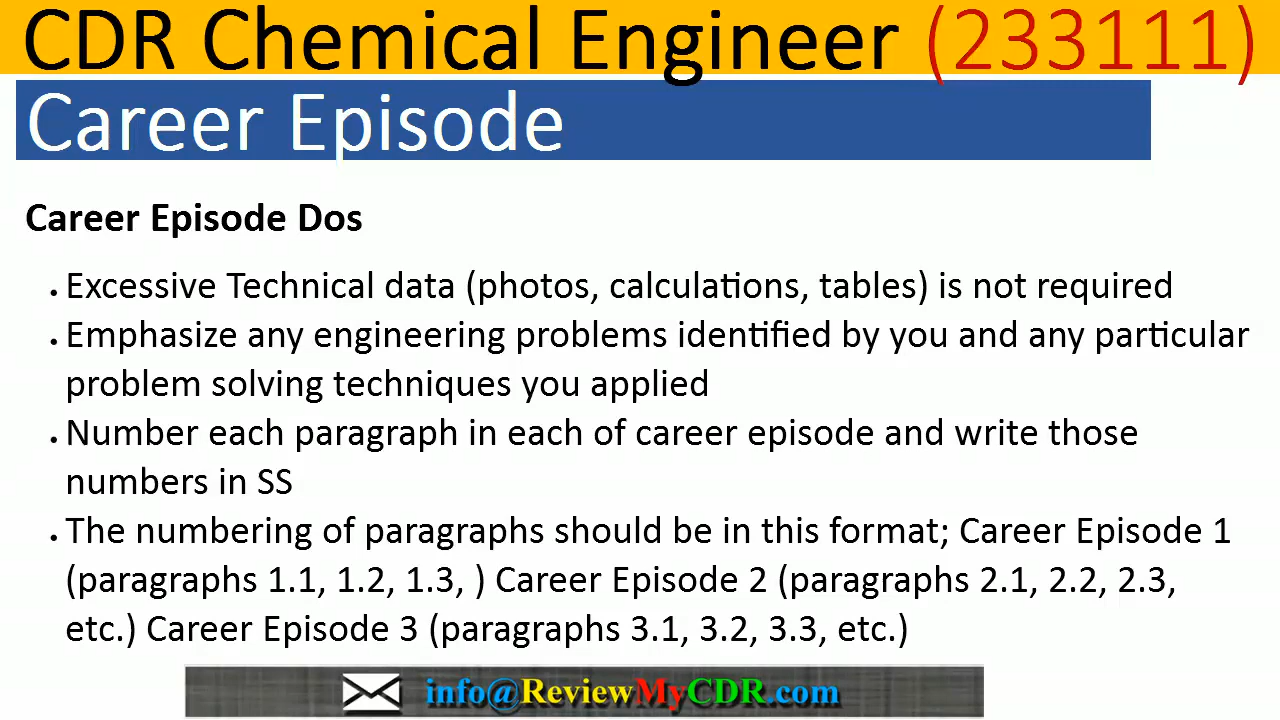 CDR Chemical Engineer (233111)
Career Episode
Career Episode Dos
• Excessive Technical data (photos, calculations, tables) is not required
• Emphasize any engineering problems identified by you and any particular
problem solving techniques you applied
• Number each paragraph in each of career episode and write those
numbers in SS
• The numbering of paragraphs should be in this format; Career Episode 1
(paragraphs 1.1, 1.2, 1.3, ) Career Episode 2 (paragraphs 2.1, 2.2, 2.3,
etc.) Career Episode 3 (paragraphs 3.1, 3.2, 3.3, etc.)
info@ReviewMyCDR.com